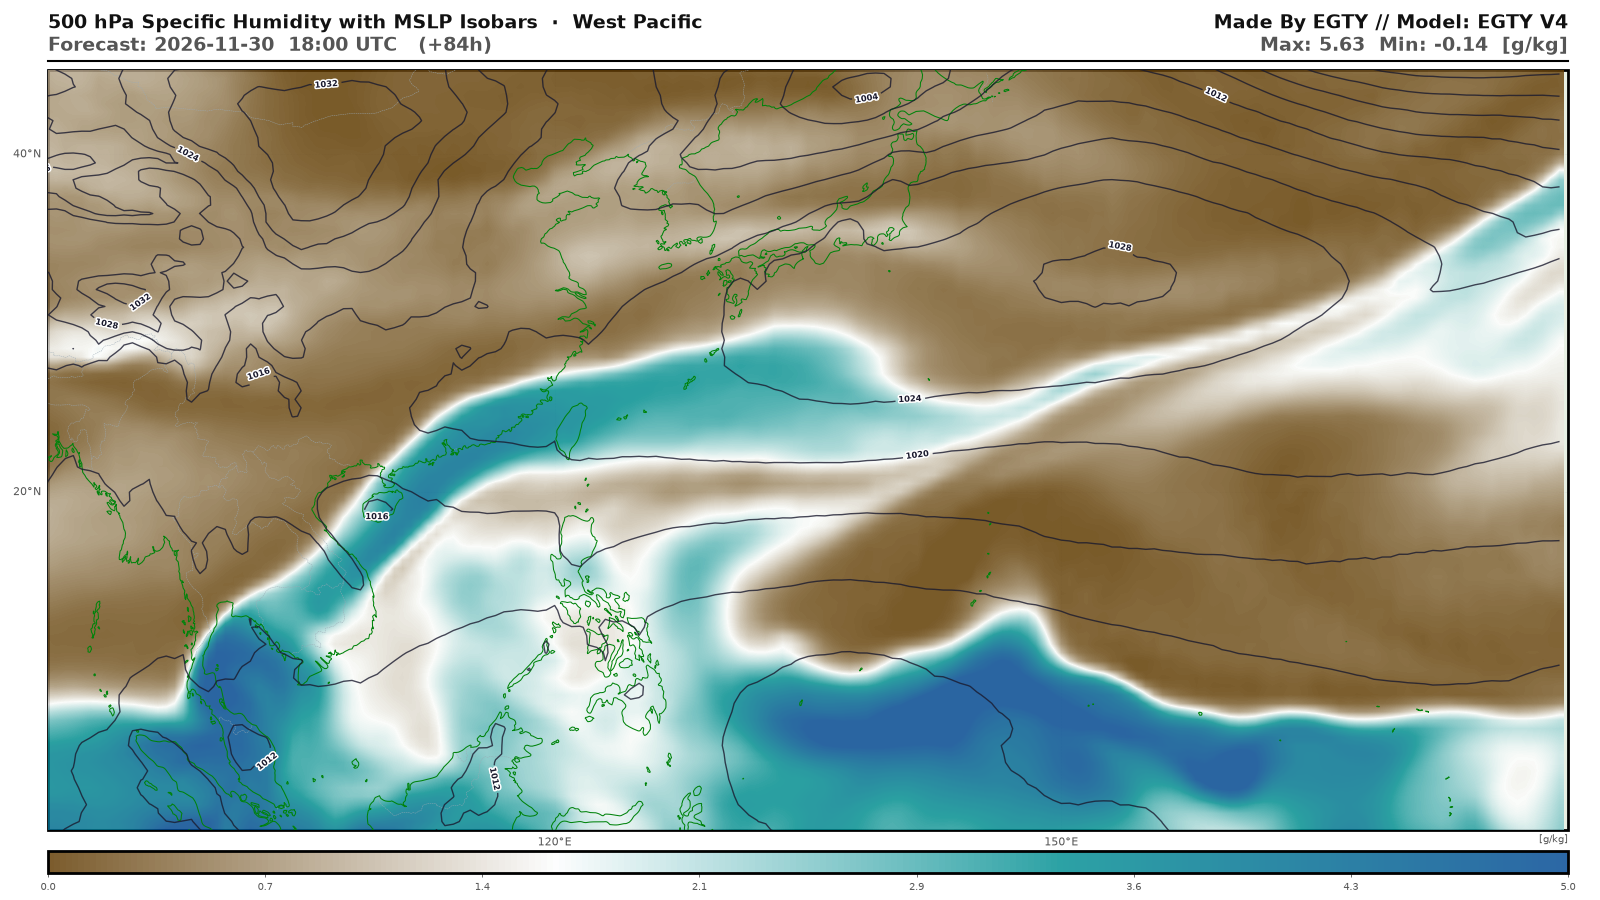 500 hPa Specific Humidity with MSLP Isobars · West Pacific
Made By EGTY // Model: EGTY V4
Forecast: 2026-11-30 18:00 UTC (+84h)
Max: 5.63 Min: -0.14 [g/kg]
1032
1004
1012
40°N
1024
1028
1032
1028
1016
1024
1020
20°N
1016
1012
1012
120°E
150°E
[g/kg]
0.0
0.7
1.4
2.1
2.9
3.6
4.3
5.0